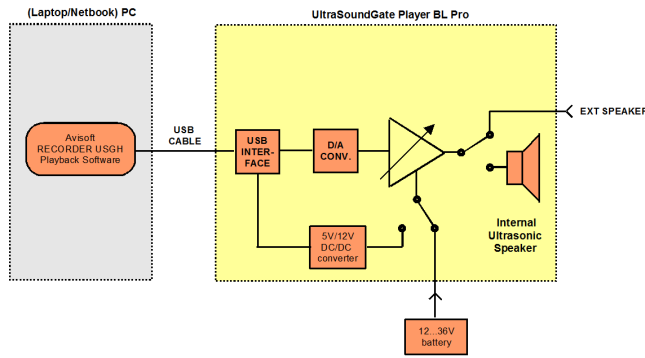 (Laptop/Netbook) PC
UltraSoundGate Player BL Pro
Avisoft
RECORDER USGH
Playback Software
USB
CABLE
USB
INTER-
FACE
D/A
CONV.
EXT SPEAKER
Internal
Ultrasonic
Speaker
5V/12V
DC/DC
converter
12...36V
battery